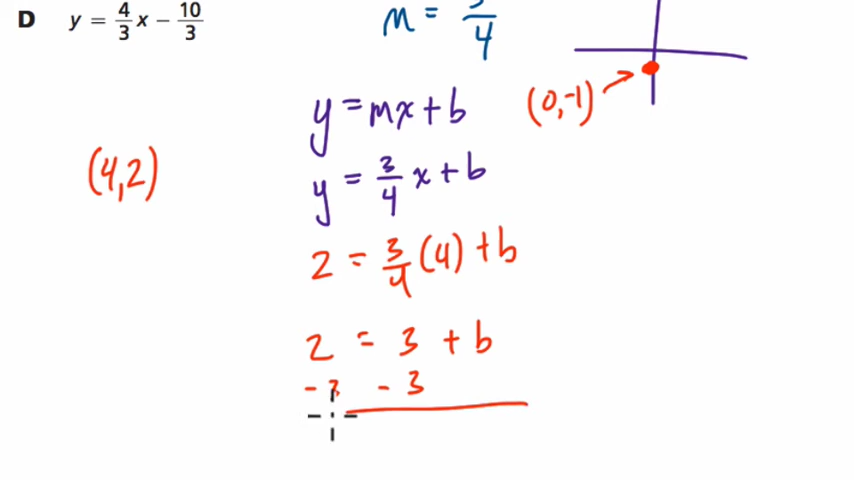 D y = 4/3 x − 10/3
m = 3/4
y = mx + b
(0,-1)
y = 3/4 x + b
(4,2)
2 = 3/4 (4) + b
2 = 3 + b
-3 -3